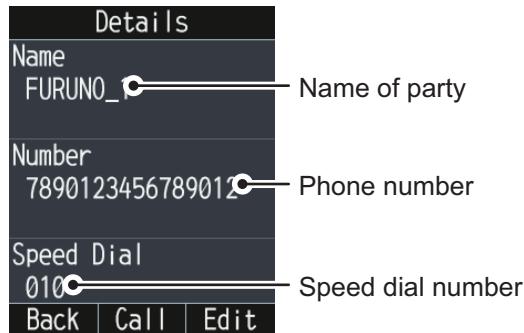 Details
Name
FURUNO_1
Name of party
Number
7890123456789012
Phone number
Speed Dial
010
Speed dial number
Back Call Edit